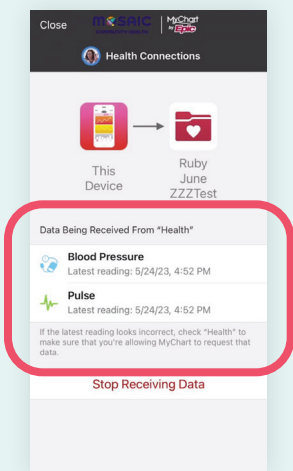 Close
MOSAIC
MyChart
by Epic
Health Connections
This
Device
Ruby
June
ZZZTest
Data Being Received From “Health”
Blood Pressure
Latest reading: 5/24/23, 4:52 PM
Pulse
Latest reading: 5/24/23, 4:52 PM
If the latest reading looks incorrect, check "Health" to
make sure that you're allowing MyChart to request that
data.
Stop Receiving Data